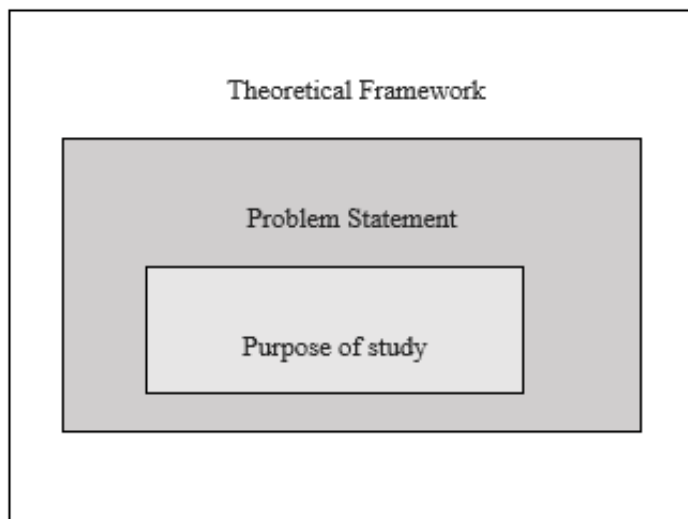 Theoretical Framework
Problem Statement
Purpose of study